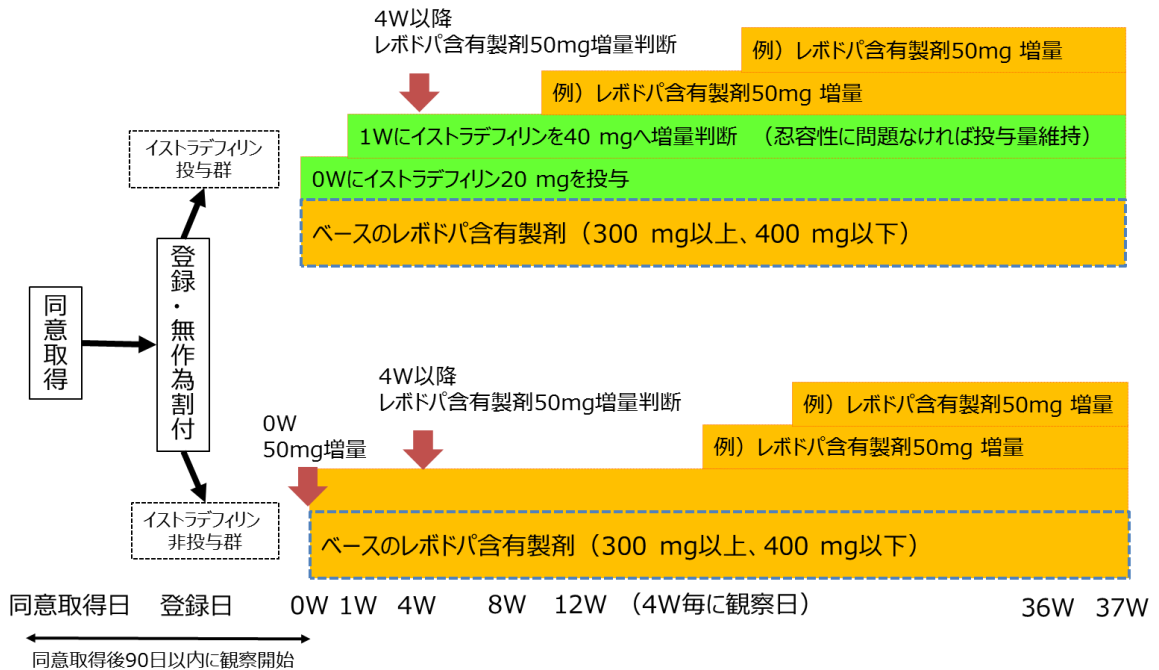 4W以降
レボドパ含有製剤50mg増量判断
例）レボドパ含有製剤50mg 増量
例）レボドパ含有製剤50mg 増量
1Wにイストラデフィリンを40 mgへ増量判断 （忍容性に問題なければ投与量維持）
0Wにイストラデフィリン20 mgを投与
ベースのレボドパ含有製剤（300 mg以上、400 mg以下）
イストラデフィリン
投与群
同意取得
登録・無作為割付
4W以降
レボドパ含有製剤50mg増量判断
0W
50mg増量
例）レボドパ含有製剤50mg 増量
例）レボドパ含有製剤50mg 増量
イストラデフィリン
非投与群
ベースのレボドパ含有製剤（300 mg以上、400 mg以下）
同意取得日 登録日 0W 1W 4W 8W 12W （4W毎に観察日） 36W 37W
同意取得後90日以内に観察開始